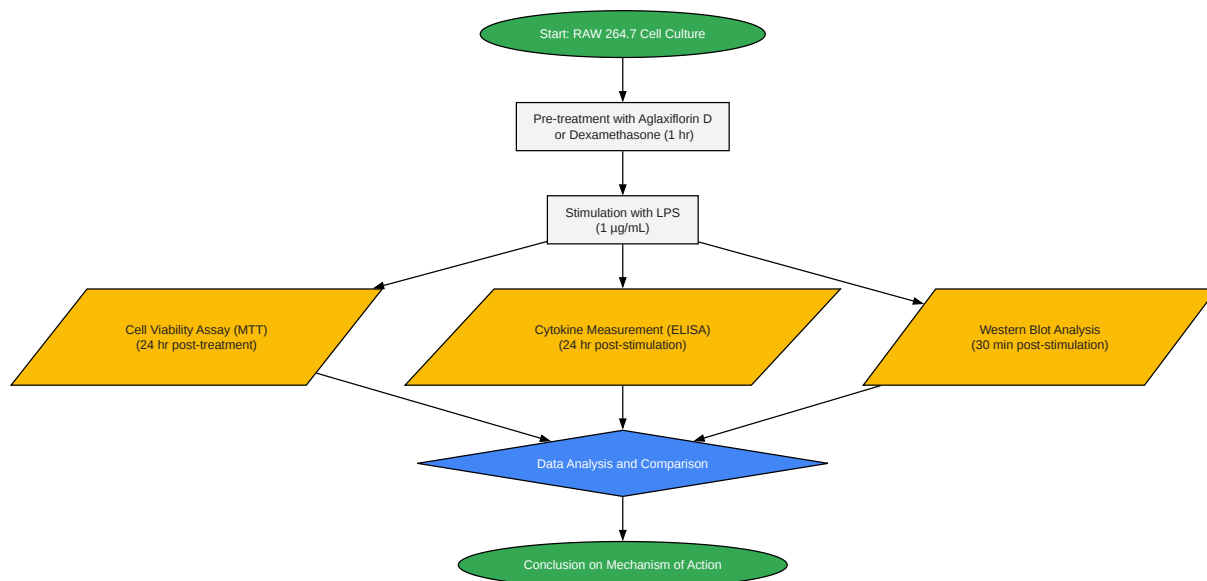 Start: RAW 264.7 Cell Culture
Pre-treatment with Aglaxiflorin D
or Dexamethasone (1 hr)
Stimulation with LPS
(1 µg/mL)
Cell Viability Assay (MTT)
(24 hr post-treatment)
Cytokine Measurement (ELISA)
(24 hr post-stimulation)
Western Blot Analysis
(30 min post-stimulation)
Data Analysis and Comparison
Conclusion on Mechanism of Action